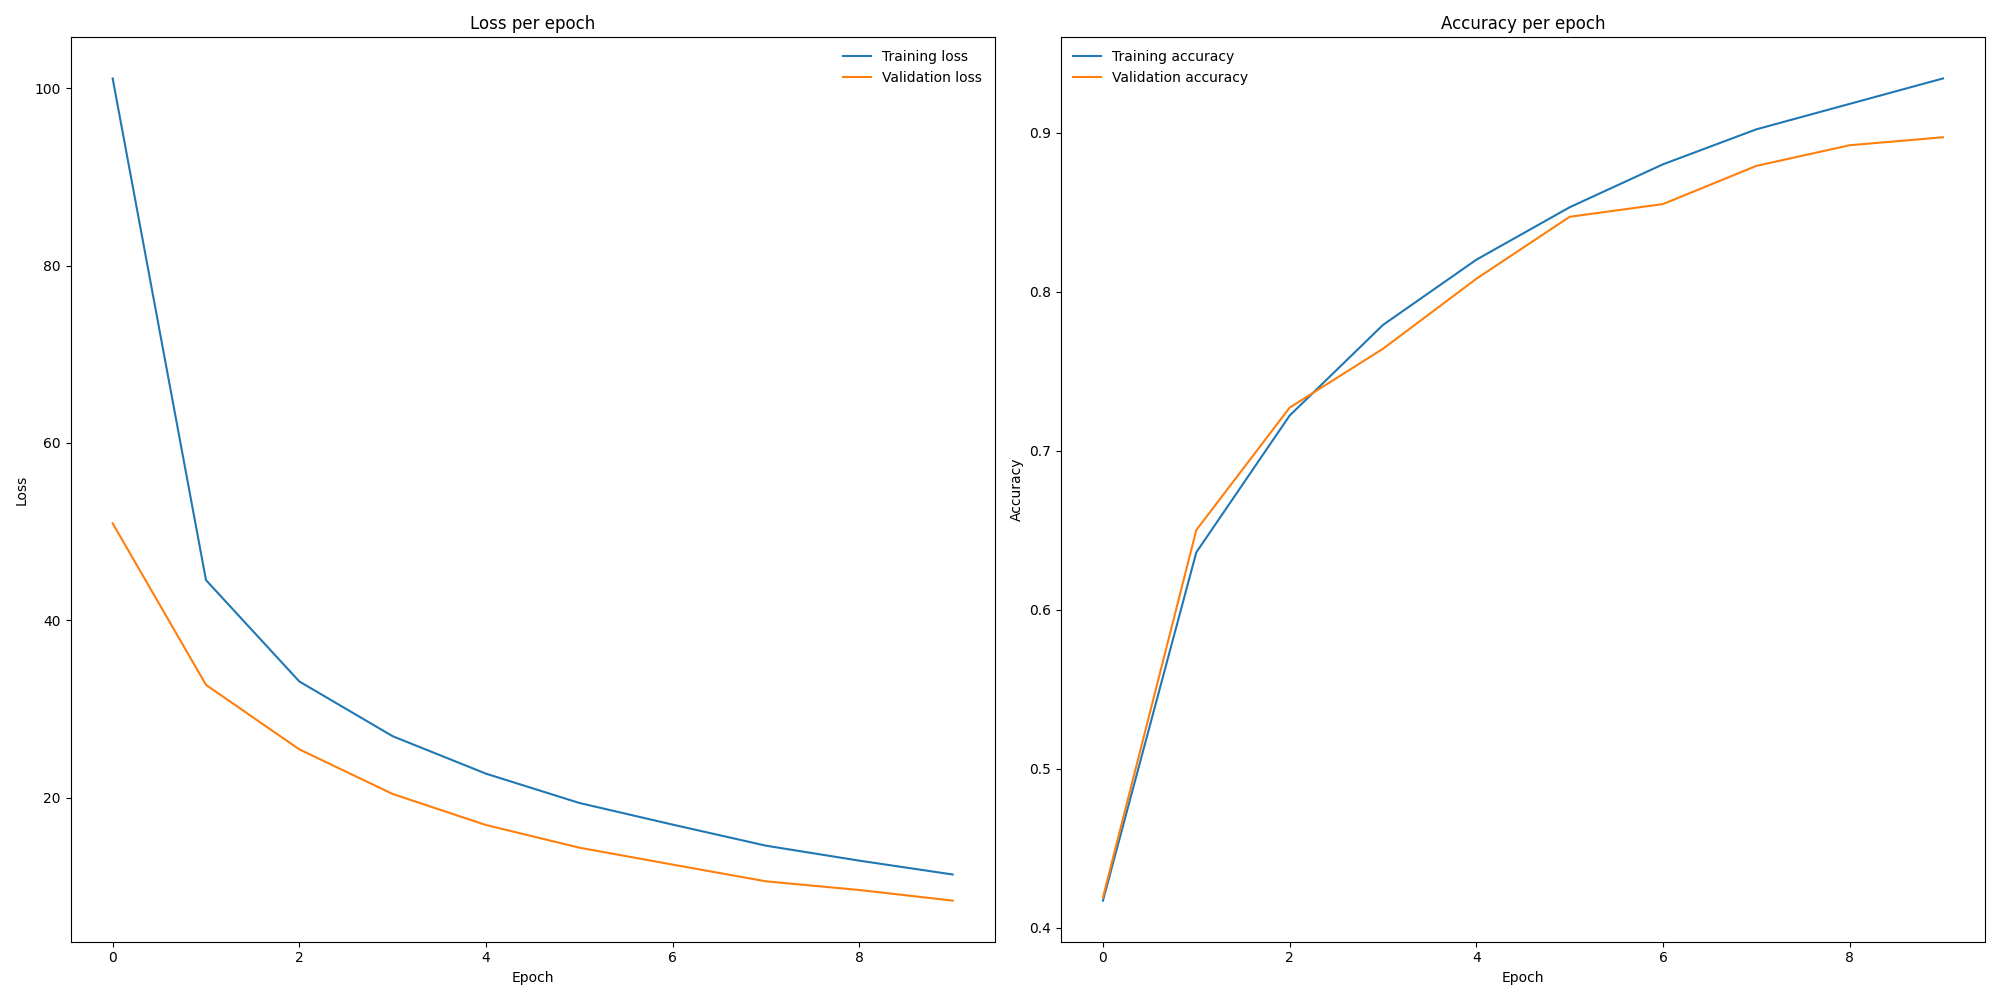 Loss per epoch
Training loss
Validation loss
100
80
60
40
20
Loss
0 2 4 6 8
Epoch
Accuracy per epoch
Training accuracy
Validation accuracy
0.9
0.8
0.7
0.6
0.5
0.4
Accuracy
0 2 4 6 8
Epoch